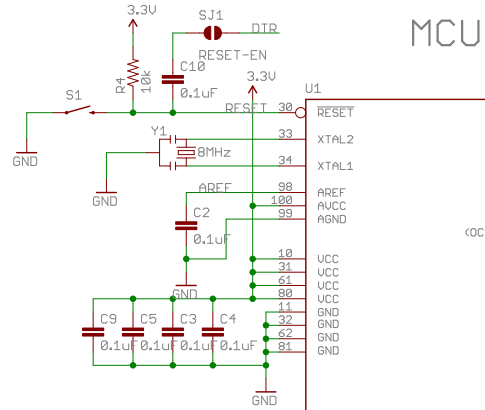 3.3V
SJ1
DTR
MCU
RESET-EN
R4
10k
C10
0.1uF
3.3V
U1
S1
RESET
30
RESET
GND
Y1
8MHz
33
XTAL2
34
XTAL1
GND
AREF
98
AREF
100
AVCC
99
AGND
C2
0.1uF
<OC
GND
10
VCC
31
VCC
61
VCC
80
VCC
11
GND
32
GND
62
GND
81
GND
C9
C5
C3
C4
0.1uF
0.1uF
0.1uF
0.1uF
GND